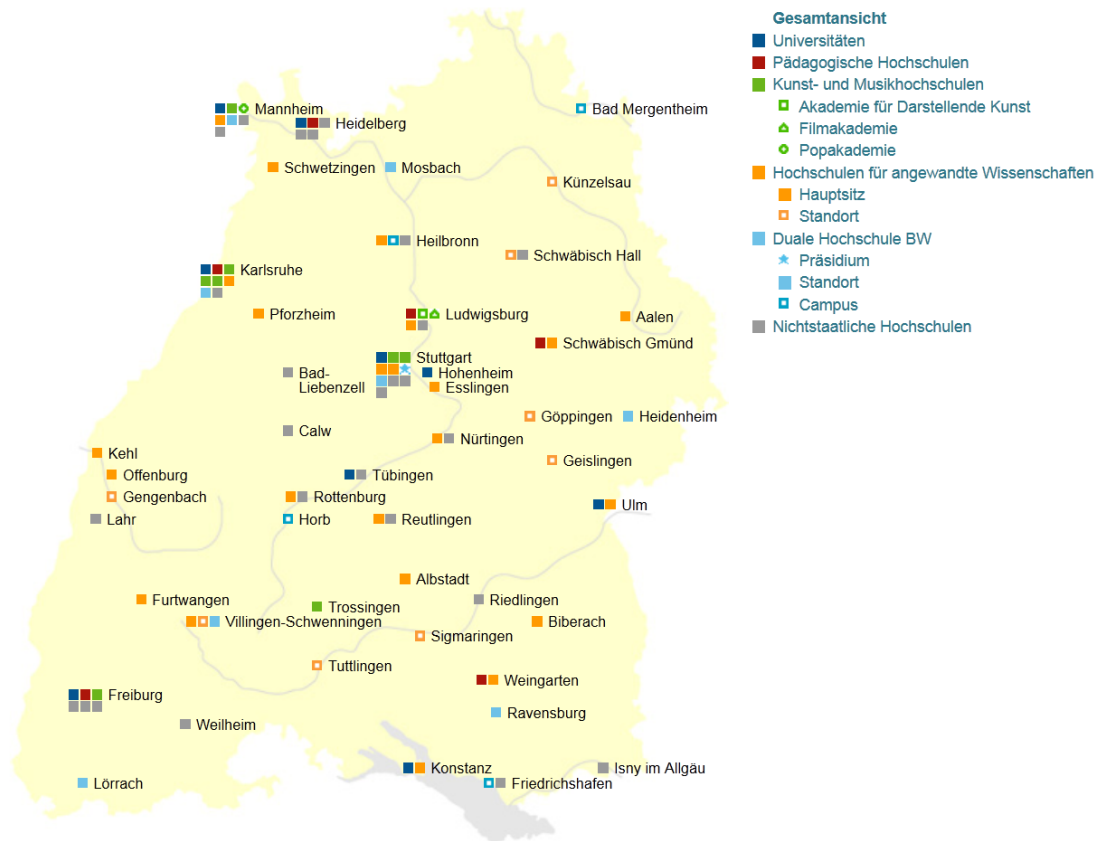 Gesamtansicht
Universitäten
Pädagogische Hochschulen
Kunst- und Musikhochschulen
Akademie für Darstellende Kunst
Filmakademie
Popakademie
Hochschulen für angewandte Wissenschaften
Hauptsitz
Standort
Duale Hochschule BW
Präsidium
Standort
Campus
Nichtstaatliche Hochschulen
Mannheim
Bad Mergentheim
Heidelberg
Schwetzingen
Mosbach
Künzelsau
Heilbronn
Schwäbisch Hall
Karlsruhe
Pforzheim
Ludwigsburg
Aalen
Schwäbisch Gmünd
Stuttgart
Bad-
Liebenzell
Hohenheim
Esslingen
Göppingen
Heidenheim
Calw
Nürtingen
Kehl
Geislingen
Offenburg
Tübingen
Gengenbach
Rottenburg
Ulm
Lahr
Horb
Reutlingen
Albstadt
Furtwangen
Trossingen
Riedlingen
Villingen-Schwenningen
Biberach
Sigmaringen
Tuttlingen
Weingarten
Freiburg
Ravensburg
Weilheim
Konstanz
Isny im Allgäu
Lörrach
Friedrichshafen